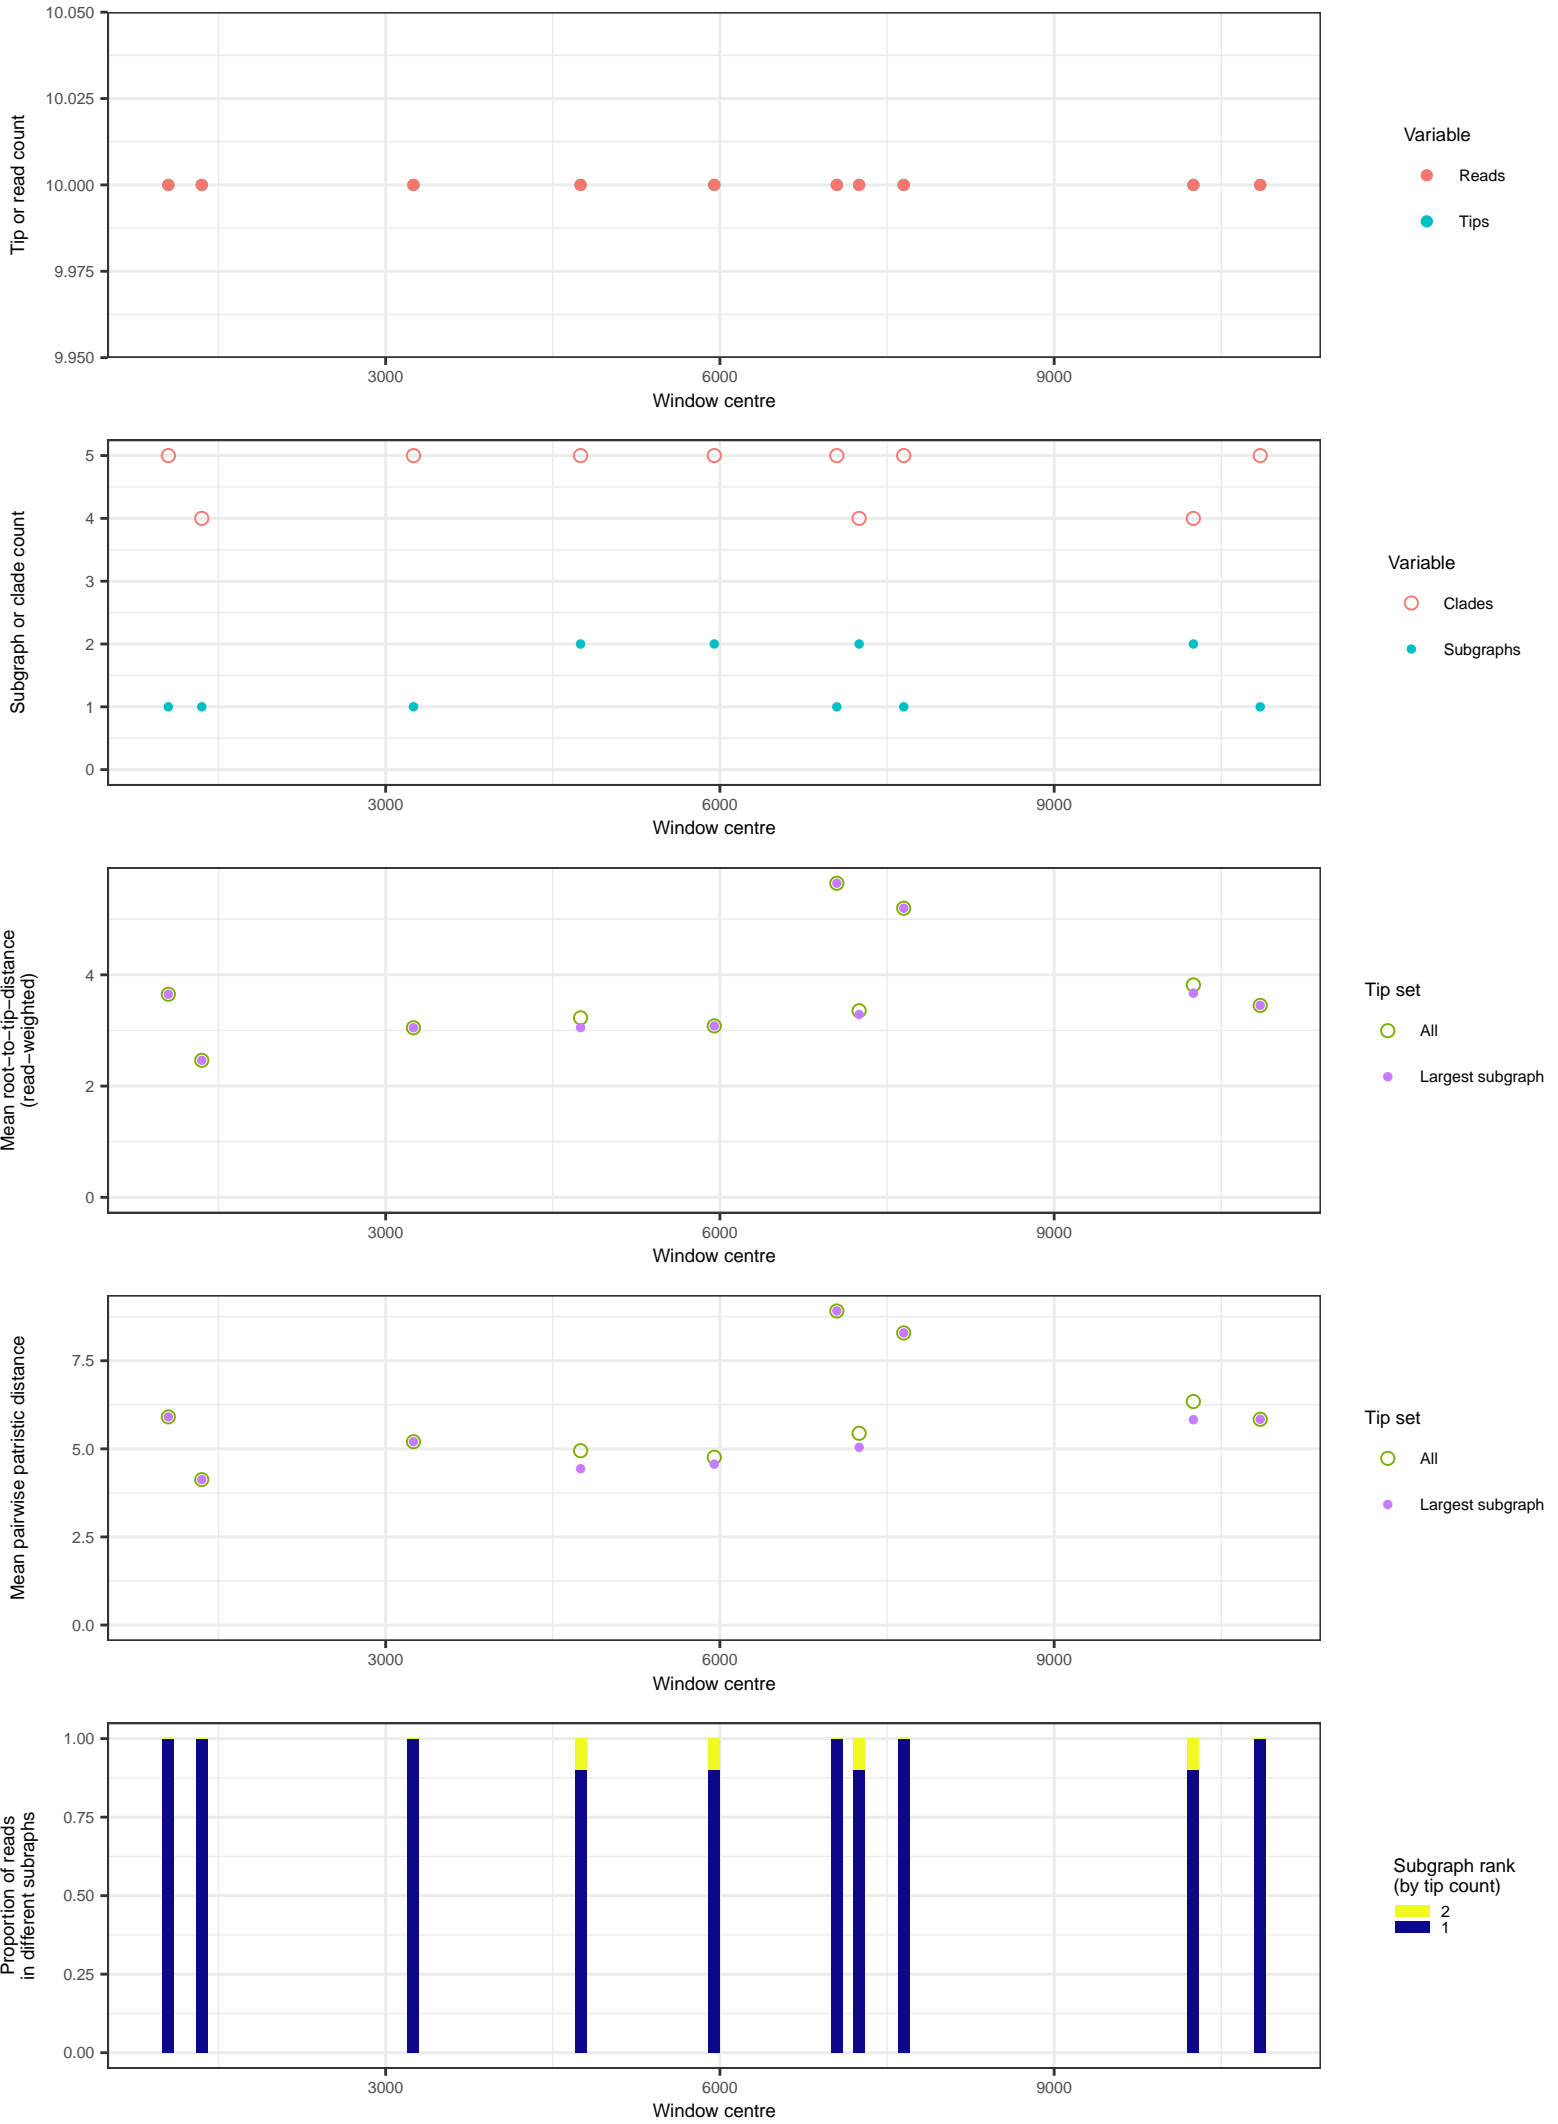 10.050
10.025
10.000
9.975
9.950
Tip or read count
3000
6000
9000
Window centre
Variable
Reads
Tips
5
4
3
2
1
0
Subgraph or clade count
3000
6000
9000
Window centre
Variable
Clades
Subgraphs
4
2
0
Mean root−to−tip−distance
(read−weighted)
3000
6000
9000
Window centre
Tip set
All
Largest subgraph
7.5
5.0
2.5
0.0
Mean pairwise patristic distance
3000
6000
9000
Window centre
Tip set
All
Largest subgraph
1.00
0.75
0.50
0.25
0.00
Proportion of reads
in different subraphs
3000
6000
9000
Window centre
Subgraph rank
(by tip count)
2
1